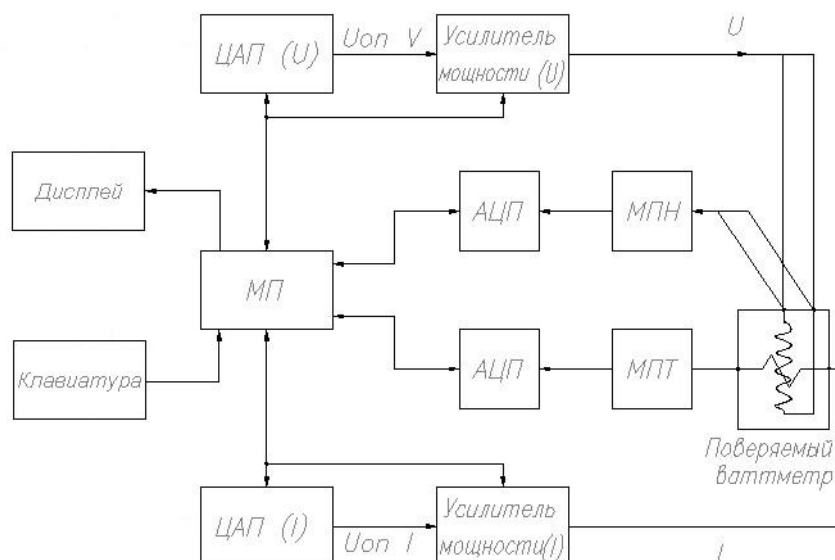 ЦАП (U)
Uоп V
Усилитель
мощности (U)
U
Дисплей
АЦП
МПН
МП
Клавиатура
АЦП
МПТ
Поверяемый
ваттметр
ЦАП (I)
Uоп I
Усилитель
мощности(I)
I